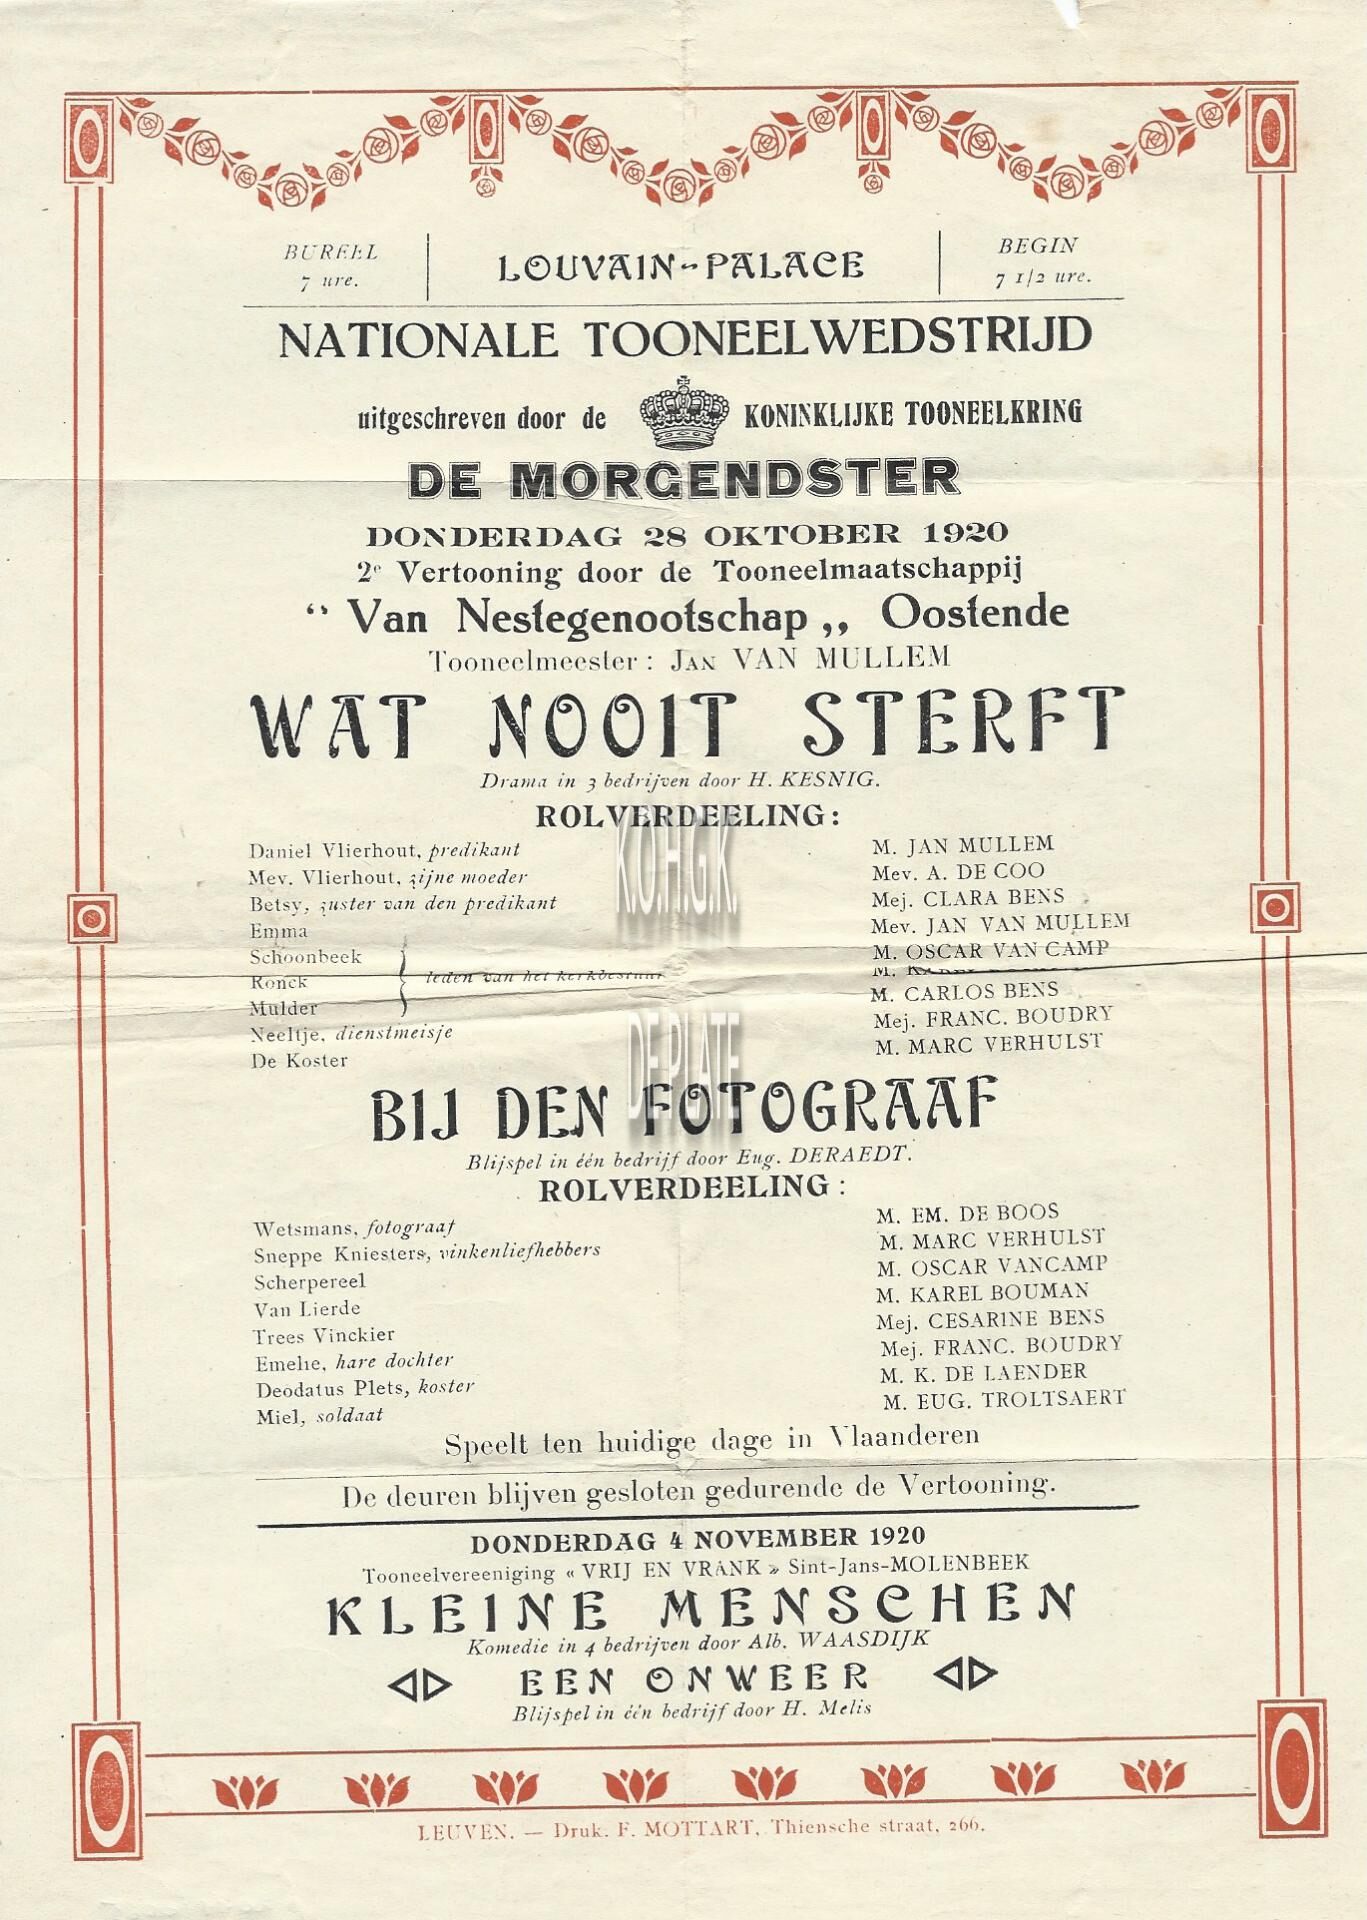 BUREEL
7 ure.
LOUVAIN-PALACE
BEGIN
7 1/2 ure.
NATIONALE TOONEELWEDSTRIJD
uitgeschreven door de KONINKLIJKE TOONEELKRING
DE MORGENDSTER
DONDERDAG 28 OKTOBER 1920
2e Vertooning door de Tooneelmaatschappij
“ Van Nestegenootschap „ Oostende
Tooneelmeester : JAN VAN MULLEM
WAT NOOIT STERFT
Drama in 3 bedrijven door H. KESNIG.
ROLVERDEELING :
Daniel Vlierhout, predikant M. JAN MULLEM
Mev. Vlierhout, zijne moeder Mev. A. DE COO
Betsy, zuster van den predikant Mej. CLARA BENS
Emma Mev. JAN VAN MULLEM
Schoonbeek M. OSCAR VAN CAMP
Ronck leden van het kerkbestuur M. KAREL
Mulder M. CARLOS BENS
Neeltje, dienstmeisje Mej. FRANC. BOUDRY
De Koster M. MARC VERHULST
K.O.H.G.K.
DE PLATE
BIJ DEN FOTOGRAAF
Blijspel in één bedrijf door Eug. DERAEDT.
ROLVERDEELING :
Wetsmans, fotograaf M. EM. DE BOOS
Sneppe Kniesters, vinkenliefhebbers M. MARC VERHULST
Scherpereel M. OSCAR VANCAMP
Van Lierde M. KAREL BOUMAN
Trees Vinckier Mej. CESARINE BENS
Emelie, hare dochter Mej. FRANC. BOUDRY
Deodatus Plets, koster M. K. DE LAENDER
Miel, soldaat M. EUG. TROLTSAERT
Speelt ten huidige dage in Vlaanderen
De deuren blijven gesloten gedurende de Vertooning.
DONDERDAG 4 NOVEMBER 1920
Tooneelvereeniging « VRIJ EN VRANK » Sint-Jans-MOLENBEEK
KLEINE MENSCHEN
Komedie in 4 bedrijven door Alb. WAASDIJK
EEN ONWEER
Blijspel in één bedrijf door H. Melis
LEUVEN. — Druk. F. MOTTART, Thiensche straat, 266.